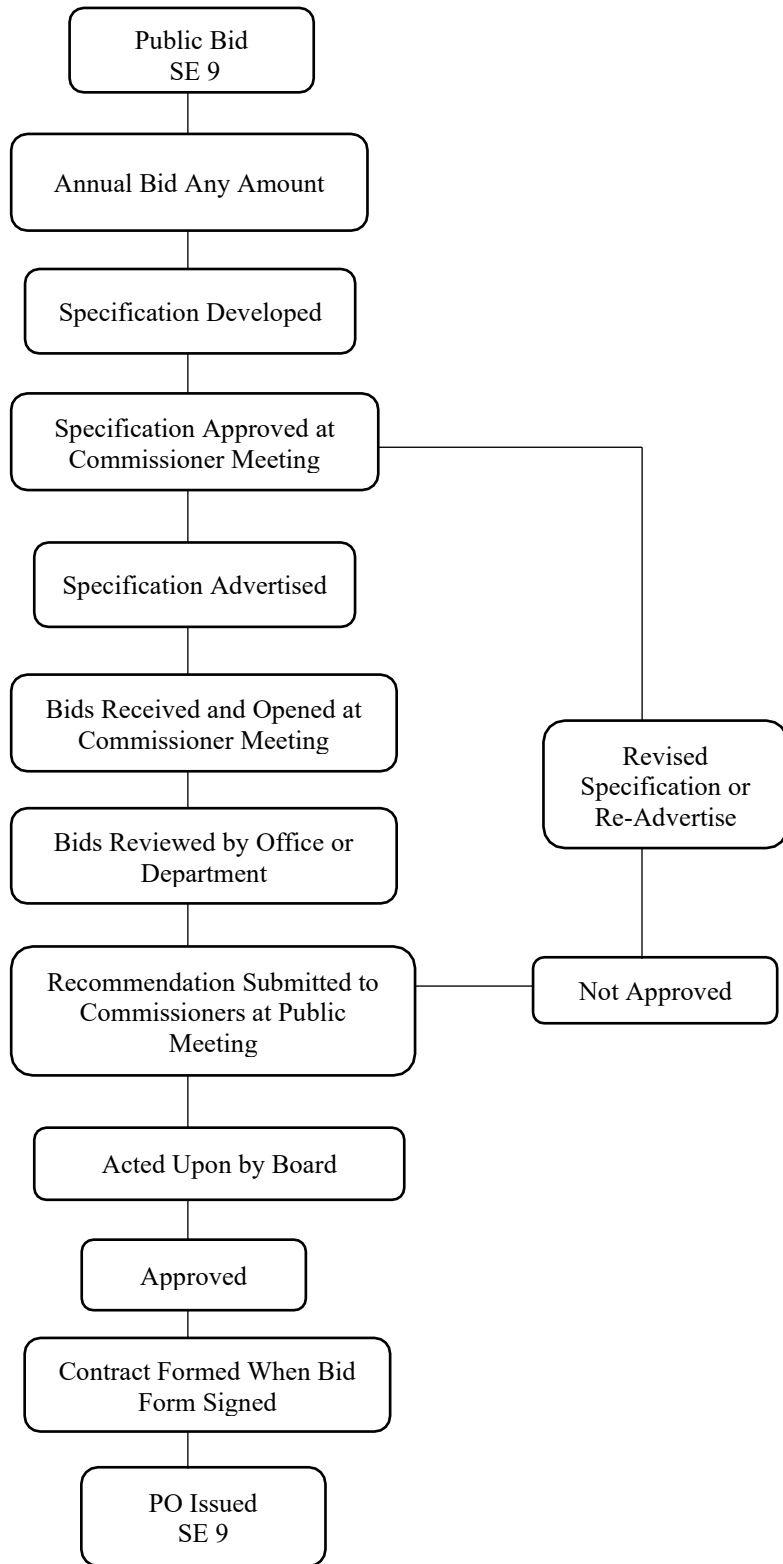 Public Bid
SE 9
Annual Bid Any Amount
Specification Developed
Specification Approved at
Commissioner Meeting
Specification Advertised
Bids Received and Opened at
Commissioner Meeting
Revised
Specification or
Re-Advertise
Bids Reviewed by Office or
Department
Recommendation Submitted to
Commissioners at Public
Meeting
Not Approved
Acted Upon by Board
Approved
Contract Formed When Bid
Form Signed
PO Issued
SE 9